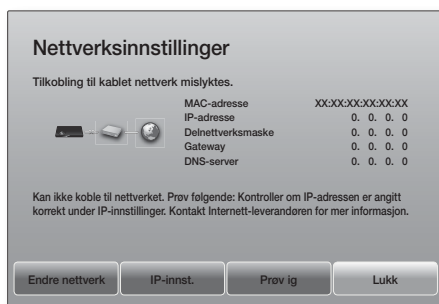 Nettverksinnstillinger
Tilkobling til kablet nettverk mislyktes.
MAC-adresse XX:XX:XX:XX:XX:XX
IP-adresse 0. 0. 0. 0
Delnettverksmaske 0. 0. 0. 0
Gateway 0. 0. 0. 0
DNS-server 0. 0. 0. 0
Kan ikke koble til nettverket. Prøv følgende: Kontroller om IP-adressen er angitt
korrekt under IP-innstillinger. Kontakt Internett-leverandøren for mer informasjon.
Endre nettverk IP-innst. Prøv ig Lukk